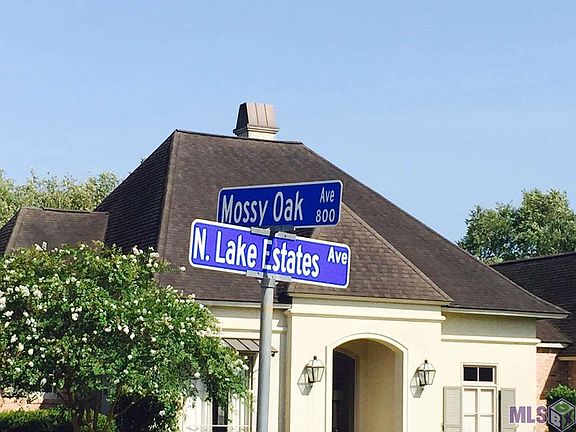 Mossy Oak Ave 800
N. Lake Estates Ave
MLS